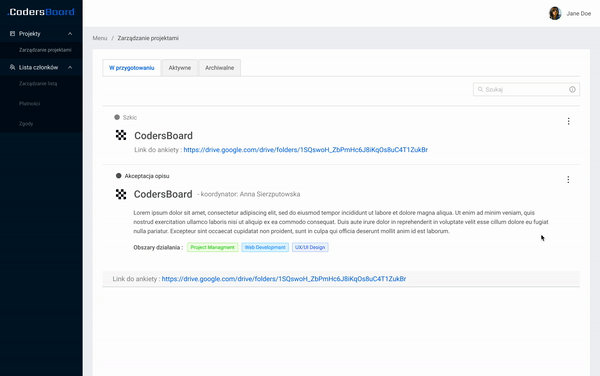 .CodersBoard
Jane Doe
Projekty
Zarządzanie projektami
Lista członków
Zarządzanie listą
Płatności
Zgody
Menu / Zarządzanie projektami
W przygotowaniu Aktywne Archiwalne
Szukaj
Szkic
CodersBoard
Link do ankiety : https://drive.google.com/drive/folders/1SQswoH_ZbPmHc6J8iKqOs8uC4T1ZukBr
Akceptacja opisu
CodersBoard - koordynator: Anna Sierzputowska
Lorem ipsum dolor sit amet, consectetur adipiscing elit, sed do eiusmod tempor incididunt ut labore et dolore magna aliqua. Ut enim ad minim veniam, quis
nostrud exercitation ullamco laboris nisi ut aliquip ex ea commodo consequat. Duis aute irure dolor in reprehenderit in voluptate velit esse cillum dolore eu fugiat
nulla pariatur. Excepteur sint occaecat cupidatat non proident, sunt in culpa qui officia deserunt mollit anim id est laborum.
Obszary działania : Project Managment Web Development UX/UI Design
Link do ankiety : https://drive.google.com/drive/folders/1SQswoH_ZbPmHc6J8iKqOs8uC4T1ZukBr